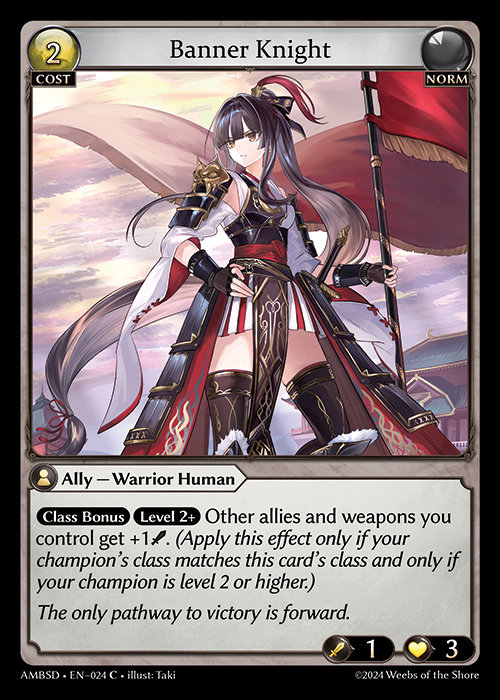 2
Banner Knight
COST
NORM
Ally — Warrior Human
Class Bonus Level 2+ Other allies and weapons you
control get +1. (Apply this effect only if your
champion's class matches this card's class and only if
your champion is level 2 or higher.)
The only pathway to victory is forward.
1
3
AMBSD • EN-024 C • illust: Taki
©2024 Weebs of the Shore